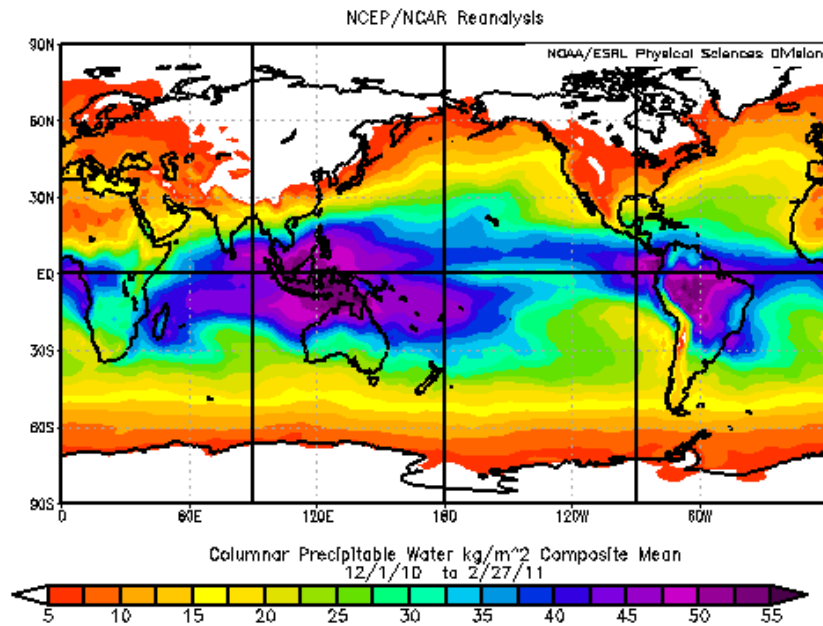 NCEP/NCAR Reanalysis
NOAA/ESRL Physical Sciences Division
90N
60N
30N
EQ
30S
60S
90S
0 60E 120E 180 120W 60W
Columnar Precipitable Water kg/m^2 Composite Mean
12/1/10 to 2/27/11
5 10 15 20 25 30 35 40 45 50 55